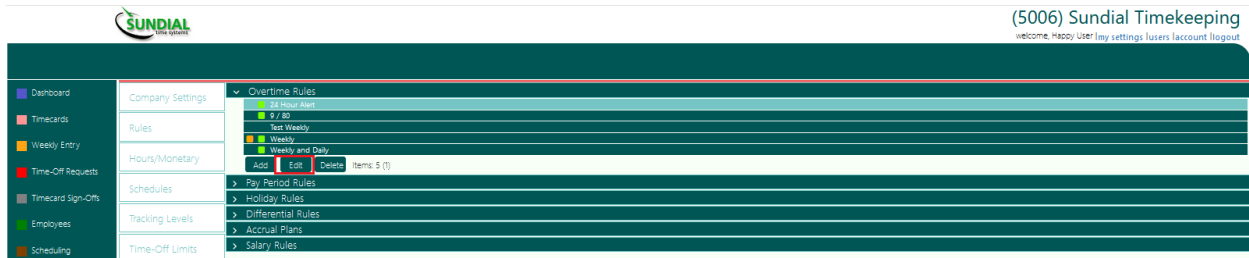 SUNDIAL
time systems
(5006) Sundial Timekeeping
welcome, Happy User |my settings |users |account |logout
Dashboard
Timecards
Weekly Entry
Time-Off Requests
Timecard Sign-Offs
Employees
Scheduling
Company Settings
Rules
Hours/Monetary
Schedules
Tracking Levels
Time-Off Limits
Overtime Rules
24 Hour Alert
9 / 80
Test Weekly
Weekly
Weekly and Daily
Add Edit Delete Items: 5 (1)
Pay Period Rules
Holiday Rules
Differential Rules
Accrual Plans
Salary Rules